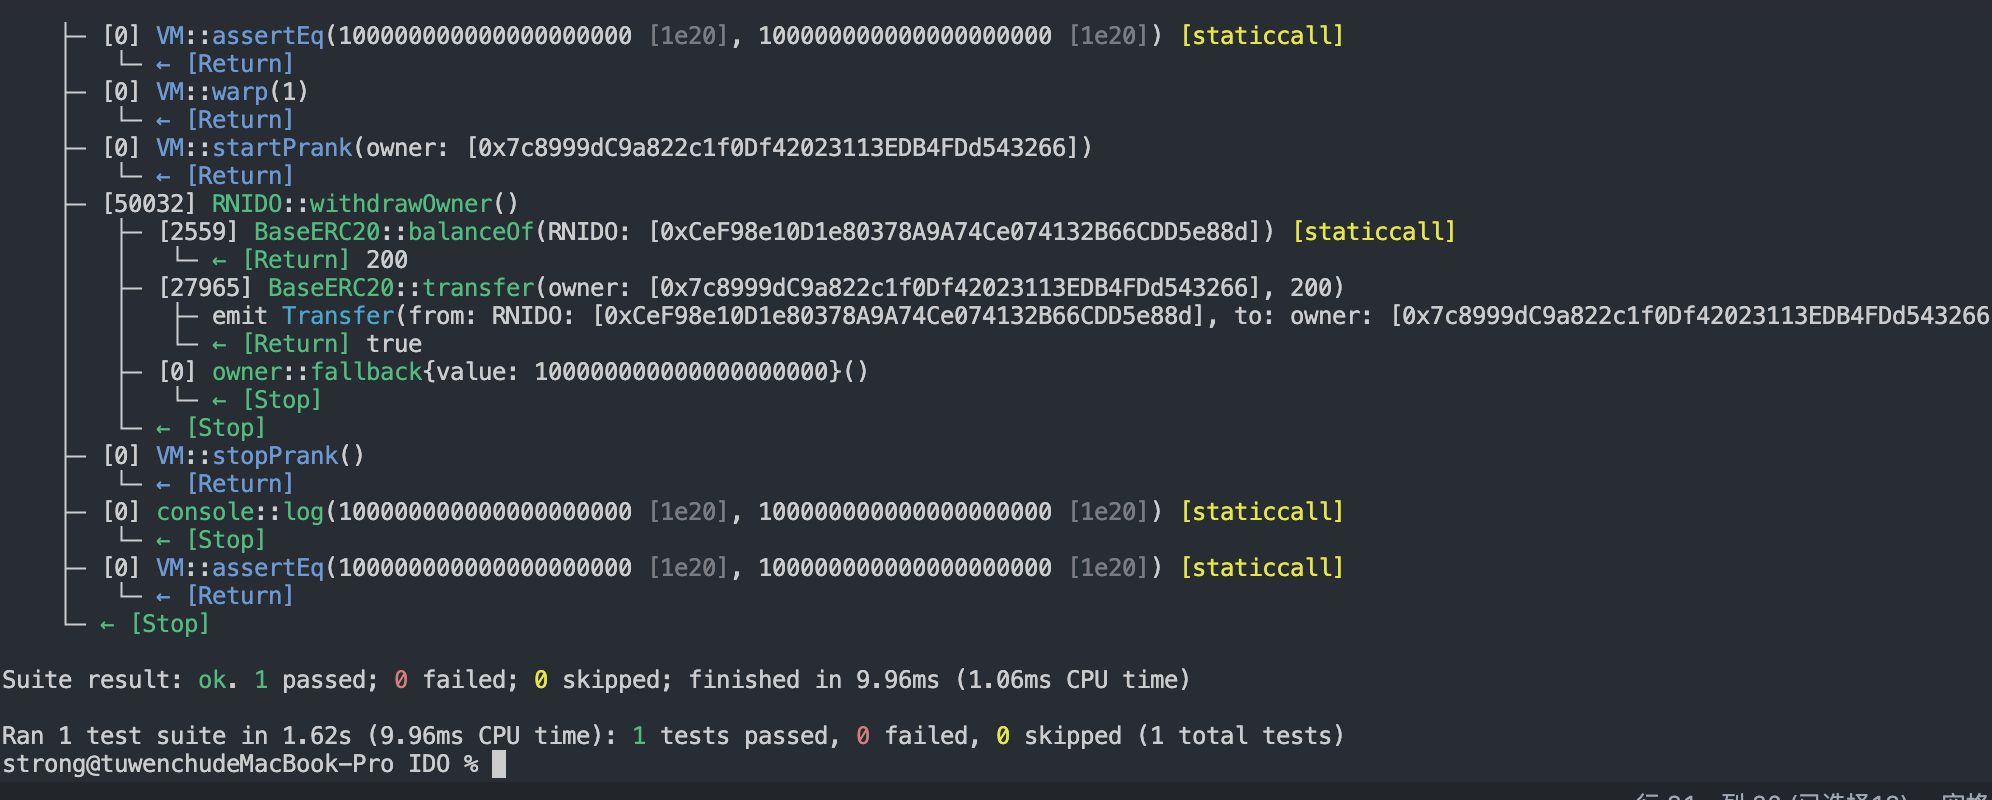 ├─ [0] VM::assertEq(100000000000000000000 [1e20], 100000000000000000000 [1e20]) [staticcall]
│   └─ ← [Return]
├─ [0] VM::warp(1)
│   └─ ← [Return]
├─ [0] VM::startPrank(owner: [0x7c8999dC9a822c1f0Df42023113EDB4FDd543266])
│   └─ ← [Return]
├─ [50032] RNIDO::withdrawOwner()
│   ├─ [2559] BaseERC20::balanceOf(RNIDO: [0xCeF98e10D1e80378A9A74Ce074132B66CDD5e88d]) [staticcall]
│   │   └─ ← [Return] 200
│   ├─ [27965] BaseERC20::transfer(owner: [0x7c8999dC9a822c1f0Df42023113EDB4FDd543266], 200)
│   │   ├─ emit Transfer(from: RNIDO: [0xCeF98e10D1e80378A9A74Ce074132B66CDD5e88d], to: owner: [0x7c8999dC9a822c1f0Df42023113EDB4FDd543266
│   │   └─ ← [Return] true
│   ├─ [0] owner::fallback{value: 100000000000000000000}()
│   │   └─ ← [Stop]
│   └─ ← [Stop]
├─ [0] VM::stopPrank()
│   └─ ← [Return]
├─ [0] console::log(100000000000000000000 [1e20], 100000000000000000000 [1e20]) [staticcall]
│   └─ ← [Stop]
├─ [0] VM::assertEq(100000000000000000000 [1e20], 100000000000000000000 [1e20]) [staticcall]
│   └─ ← [Return]
└─ ← [Stop]
Suite result: ok. 1 passed; 0 failed; 0 skipped; finished in 9.96ms (1.06ms CPU time)
Ran 1 test suite in 1.62s (9.96ms CPU time): 1 tests passed, 0 failed, 0 skipped (1 total tests)
strong@tuwenchudeMacBook-Pro IDO %